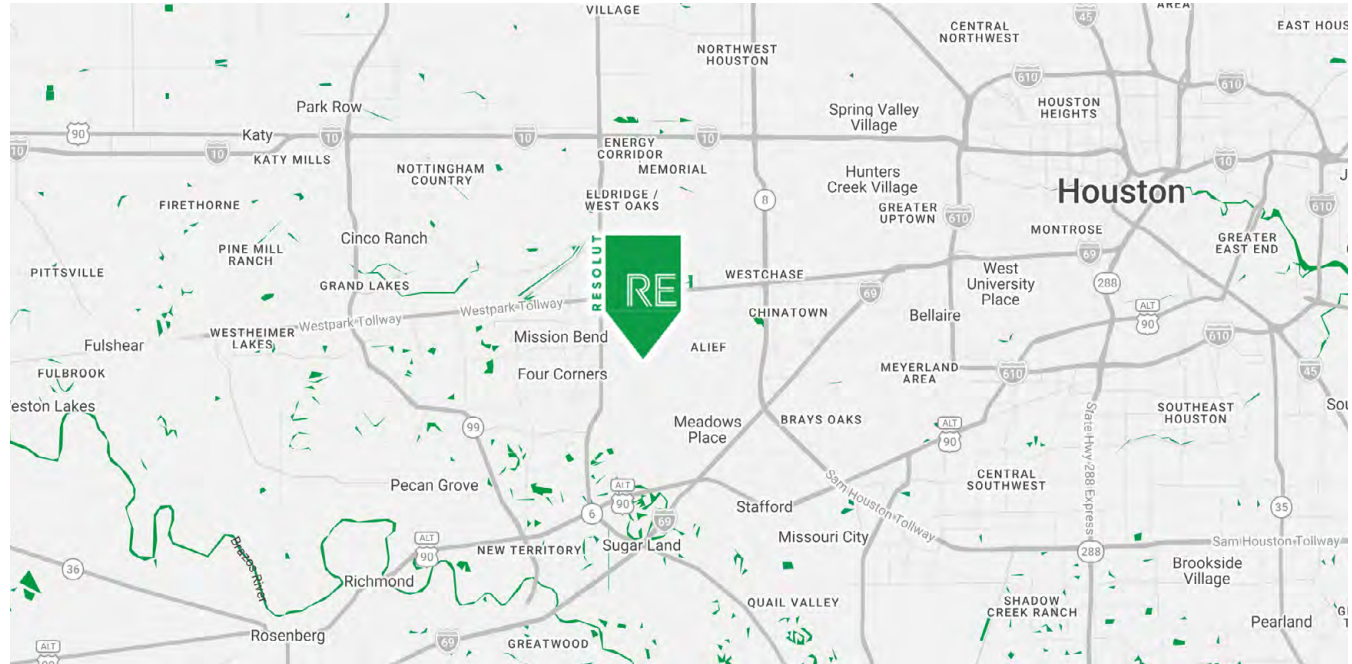 VILLAGE
AREA
45
CENTRAL
NORTHWEST
EAST HOUS
NORTHWEST
HOUSTON
610
610
Park Row
Spring Valley
Village
HOUSTON
HEIGHTS
90
Katy
10
10
ENERGY
CORRIDOR
10
10
10
KATY MILLS
10
NOTTINGHAM
COUNTRY
MEMORIAL
Hunters
Creek Village
J
ELDRIDGE /
WEST OAKS
8
Houston
FIRETHORNE
GREATER
UPTOWN
610
610
Cinco Ranch
MONTROSE
GREATER
EAST END
PINE MILL
RANCH
RESOLUT
RE
69
PITTSVILLE
WESTCHASE
West
University
Place
GRAND LAKES
288
69
Westpark Tollway
Westpark Tollway
CHINATOWN
Bellaire
ALT
90
WESTHEIMER
LAKES
Mission Bend
610
Fulshear
ALIEF
FULBROOK
Four Corners
MEYERLAND
AREA
610
45
eston Lakes
SOUTHEAST
HOUSTON
Sou
99
Meadows
Place
BRAYS OAKS
ALT
90
State Hwy 288 Express
Pecan Grove
ALT
90
Sam Houston Tollway
CENTRAL
SOUTHWEST
6
69
Stafford
35
ALT
90
NEW TERRITORY
Sugar Land
Missouri City
288
Sam Houston Tollway
36
Brazos River
Richmond
Brookside
Village
QUAIL VALLEY
SHADOW
CREEK RANCH
Rosenberg
GREATWOOD
69
Pearland
ALT
90